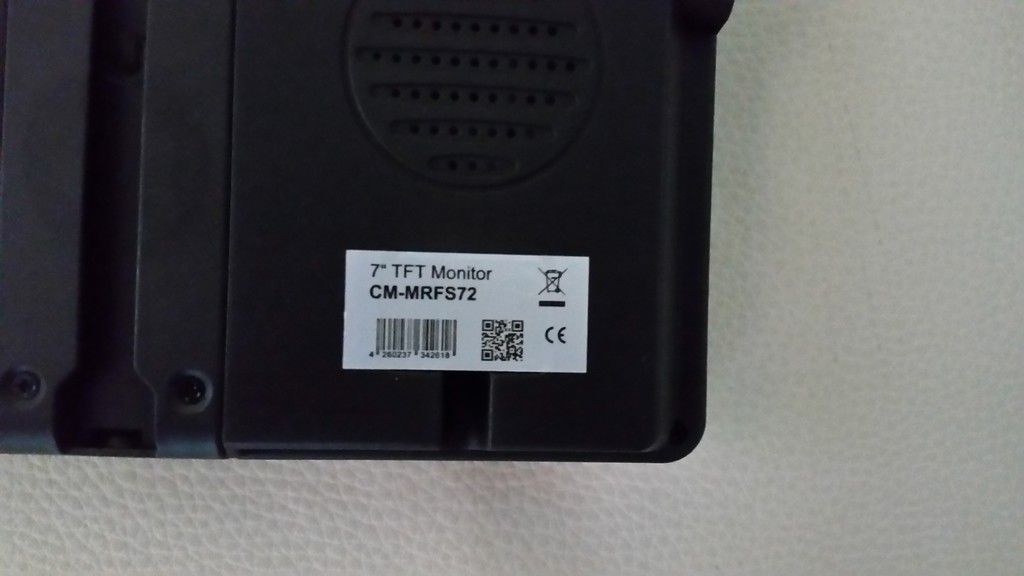 7" TFT Monitor
CM-MRFS72
4 260237 342618
CE